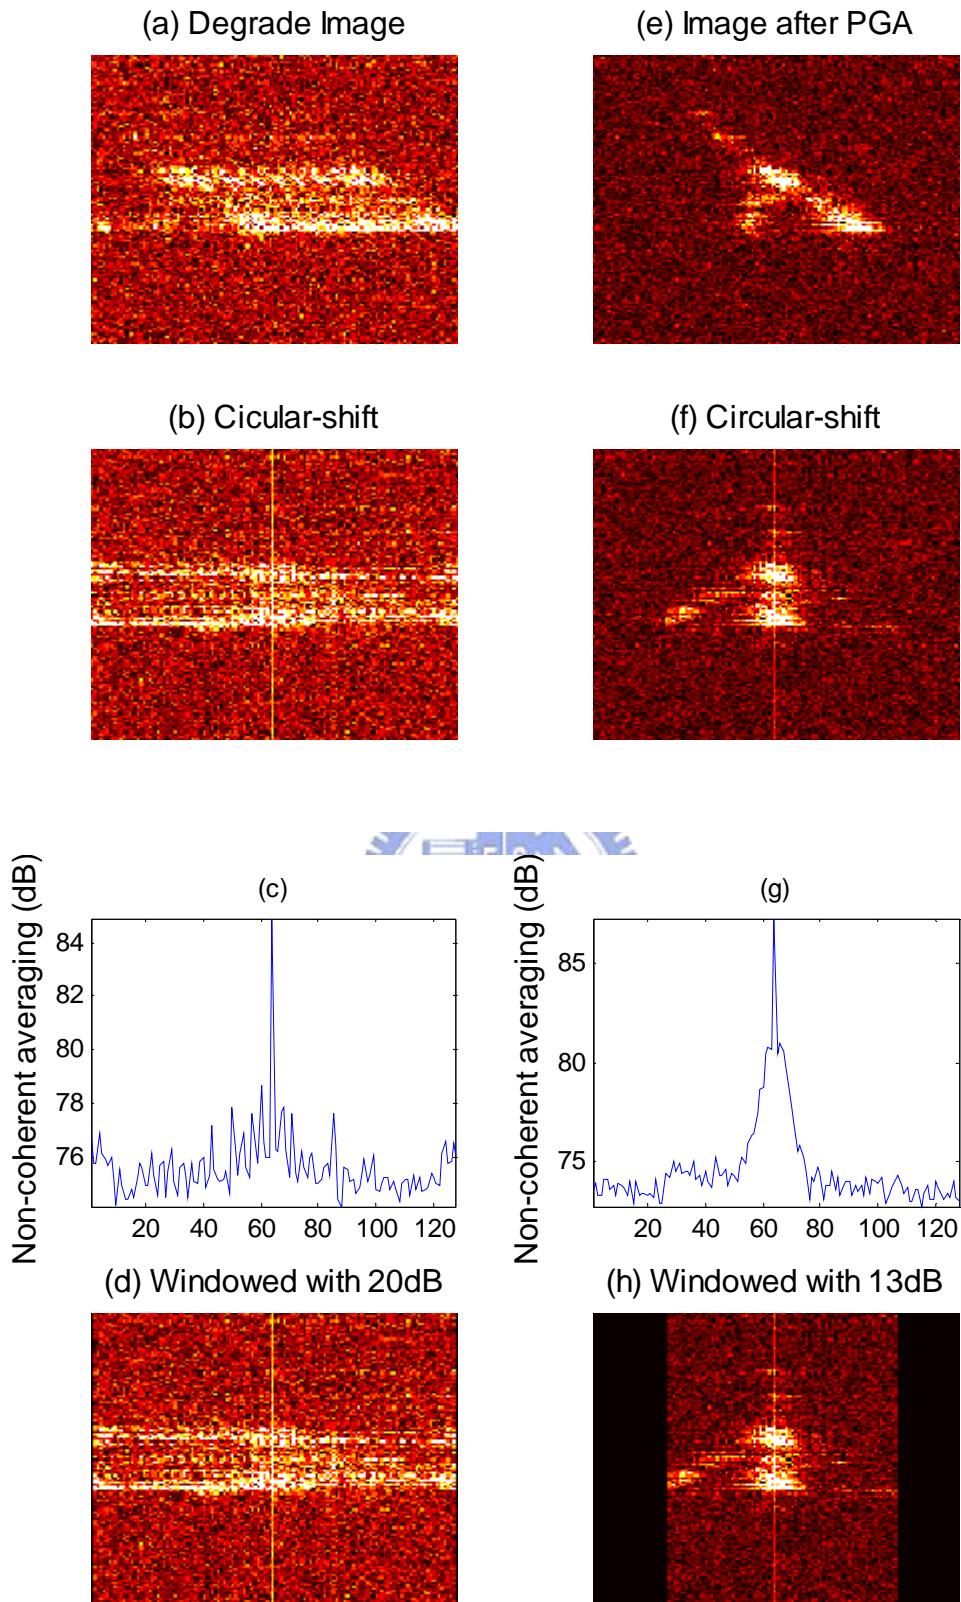 (a) Degrade Image
(e) Image after PGA
(b) Cicular-shift
(f) Circular-shift
(c)
(g)
Non-coherent averaging (dB)
84
82
80
78
76
20 40 60 80 100 120
Non-coherent averaging (dB)
85
80
75
20 40 60 80 100 120
(d) Windowed with 20dB
(h) Windowed with 13dB